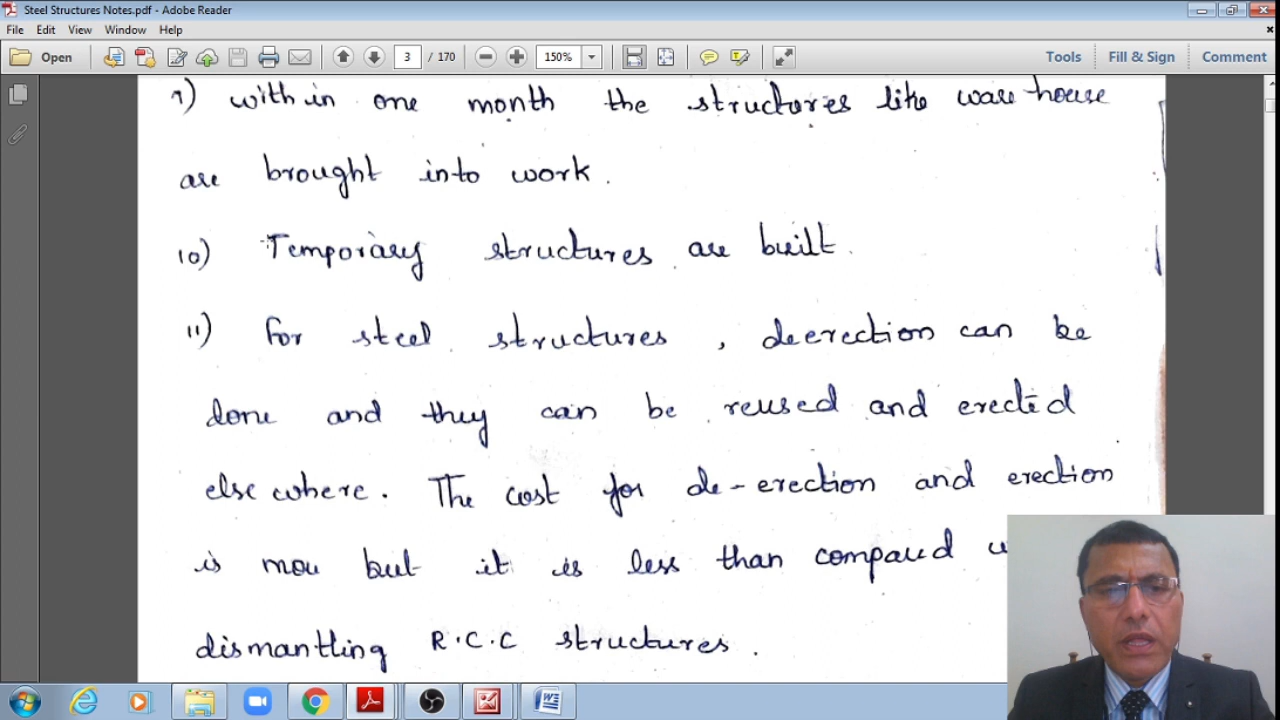 Steel Structures Notes.pdf - Adobe Reader
File Edit View Window Help
Open 3 / 170 150% Tools Fill & Sign Comment
9) with in one month the structures like ware house
are brought into work.
10) Temporary structures are built.
11) For steel structures, deerection can be
done and they can be reused and erected
else where. The cost for de-erection and erection
is more but it is less than compared
dismantling R.C.C structures.